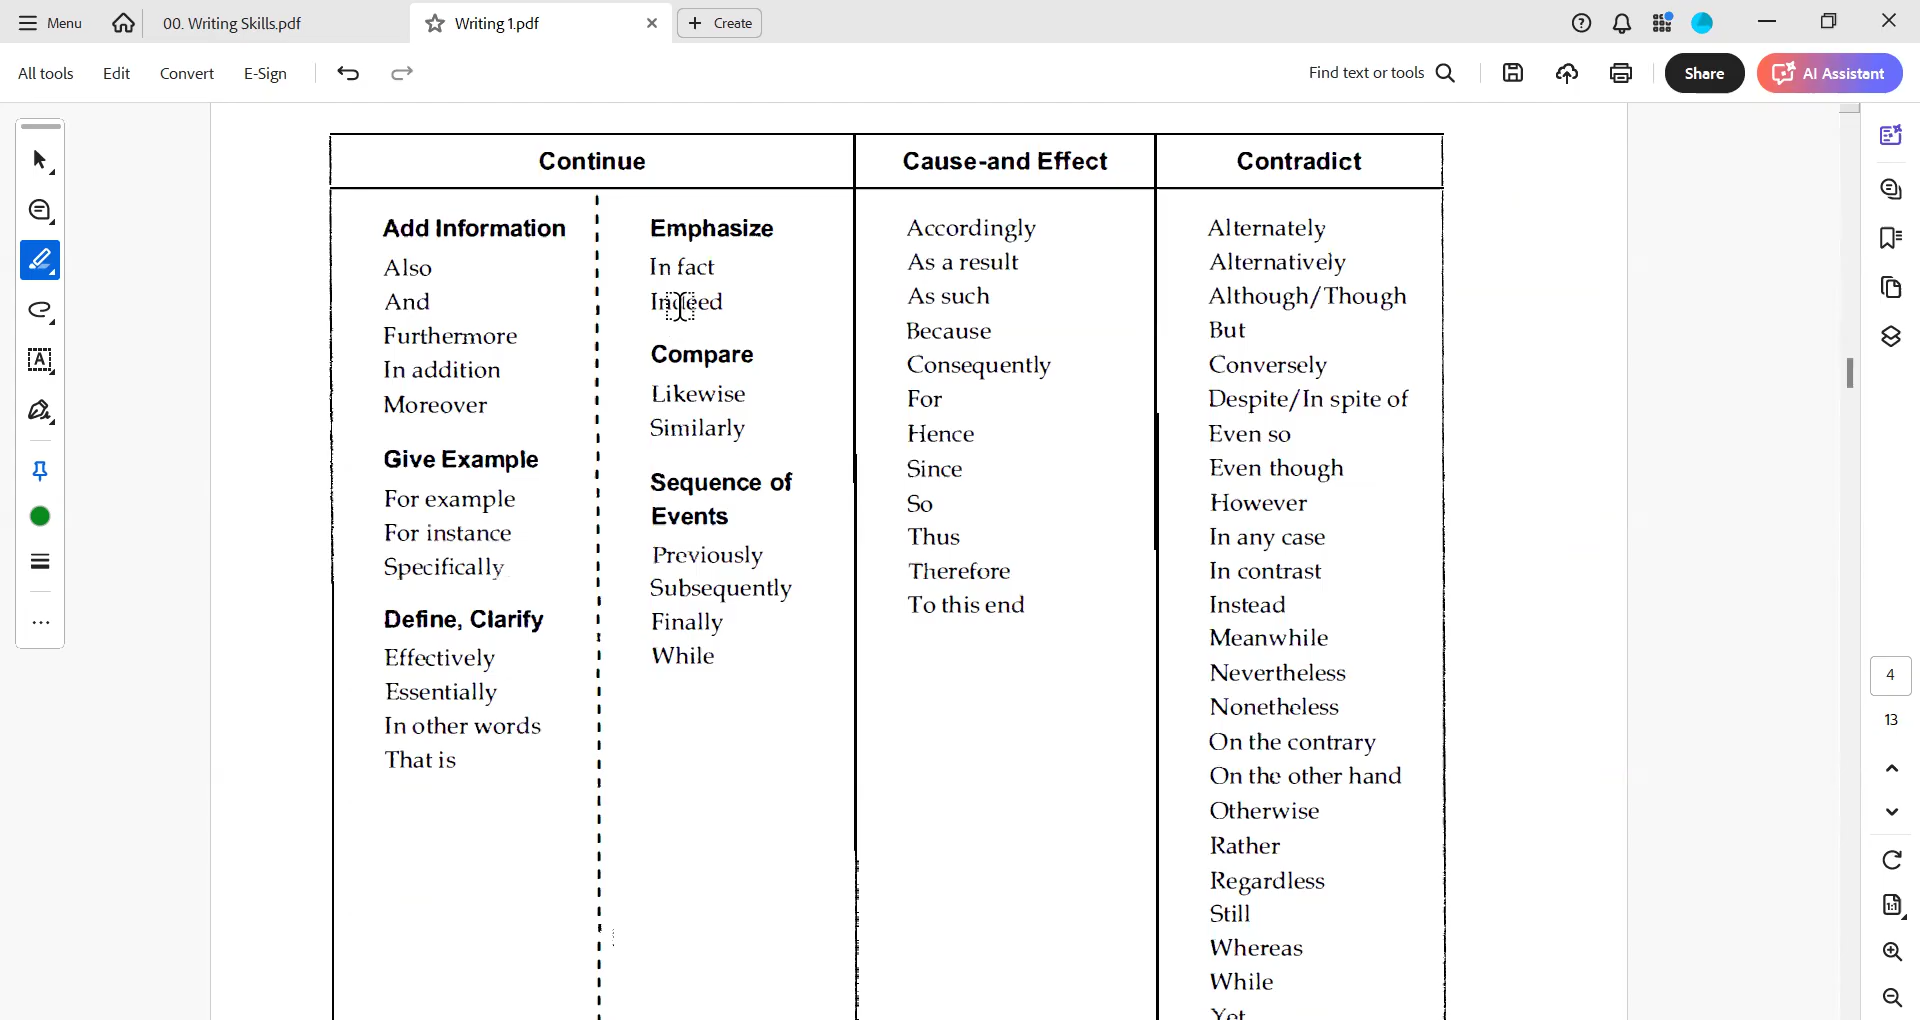 Menu
00. Writing Skills.pdf
Writing 1.pdf
Create
All tools
Edit
Convert
E-Sign
Find text or tools
Share
AI Assistant
Continue
Cause-and Effect
Contradict
Add Information
Also
And
Furthermore
In addition
Moreover
Give Example
For example
For instance
Specifically
Define, Clarify
Effectively
Essentially
In other words
That is
Emphasize
In fact
Indeed
Compare
Likewise
Similarly
Sequence of
Events
Previously
Subsequently
Finally
While
Accordingly
As a result
As such
Because
Consequently
For
Hence
Since
So
Thus
Therefore
To this end
Alternately
Alternatively
Although/Though
But
Conversely
Despite/In spite of
Even so
Even though
However
In any case
In contrast
Instead
Meanwhile
Nevertheless
Nonetheless
On the contrary
On the other hand
Otherwise
Rather
Regardless
Still
Whereas
While
Yet
4
13